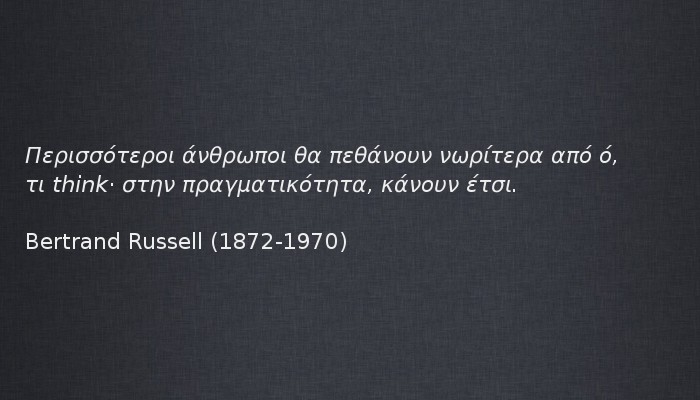 Περισσότεροι άνθρωποι θα πεθάνουν νωρίτερα από ό,
τι think· στην πραγματικότητα, κάνουν έτσι.
Bertrand Russell (1872-1970)